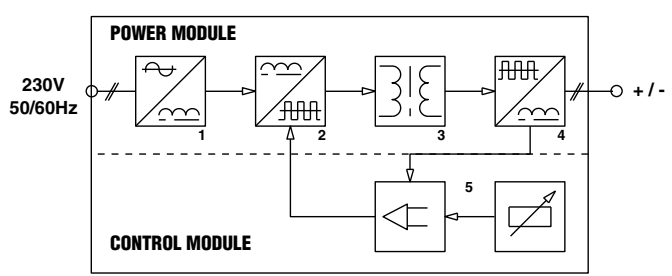 POWER MODULE
230V
50/60Hz
+ / -
1
2
3
4
5
CONTROL MODULE